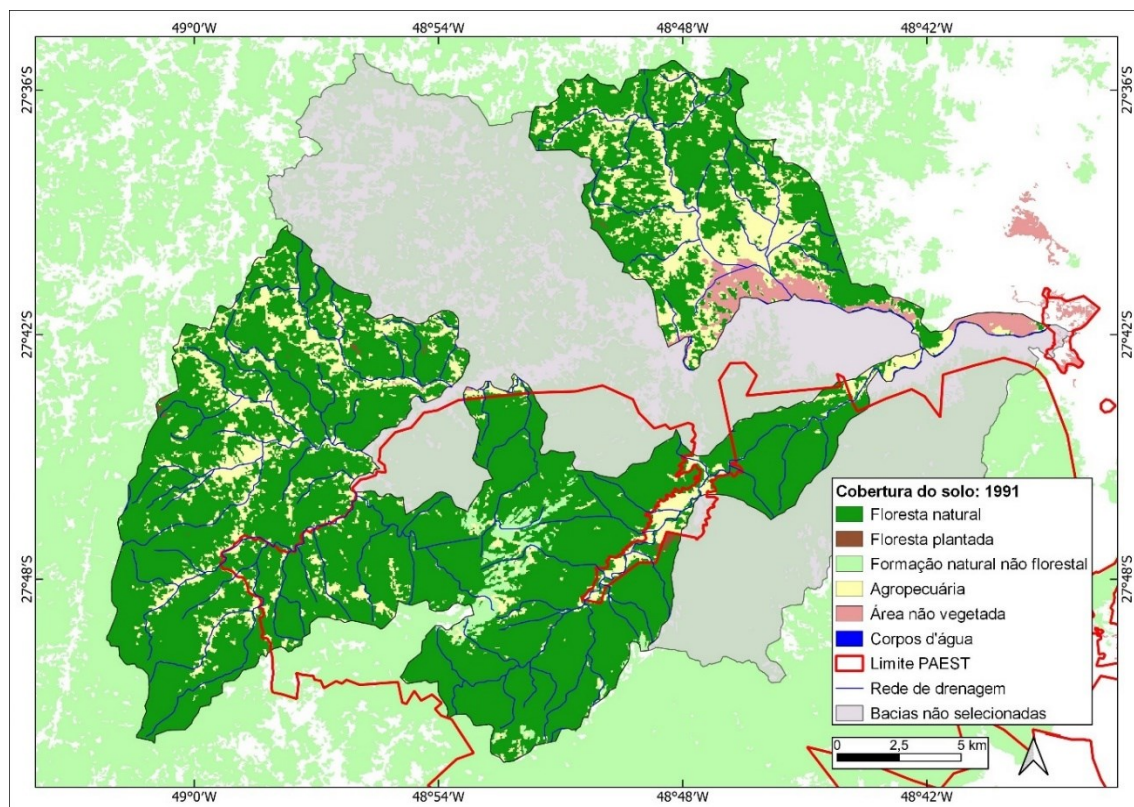 49°0'W 48°54'W 48°48'W 48°42'W
27°36'S 27°36'S
27°42'S 27°42'S
27°48'S 27°48'S
Cobertura do solo: 1991
Floresta natural
Floresta plantada
Formação natural não florestal
Agropecuária
Área não vegetada
Corpos d'água
Limite PAEST
Rede de drenagem
Bacias não selecionadas
0 2,5 5 km
49°0'W 48°54'W 48°48'W 48°42'W